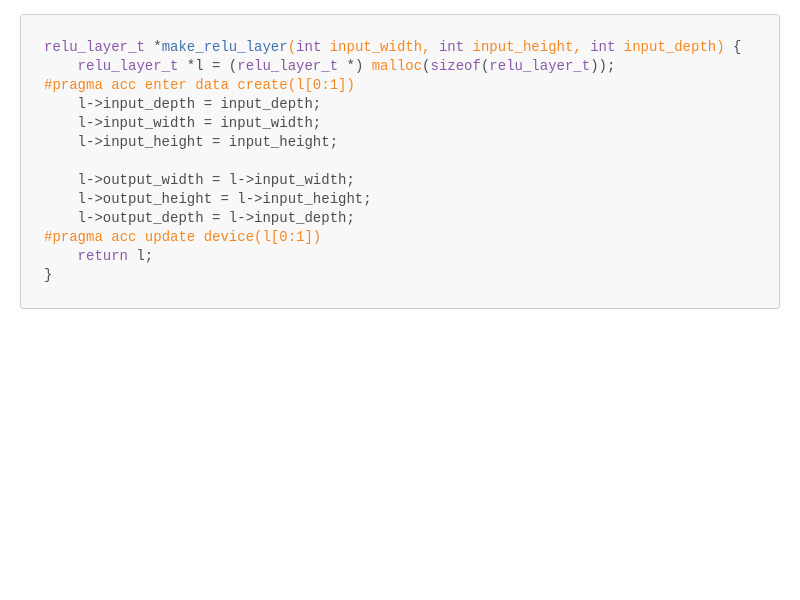 relu_layer_t *make_relu_layer(int input_width, int input_height, int input_depth) {
    relu_layer_t *l = (relu_layer_t *) malloc(sizeof(relu_layer_t));
#pragma acc enter data create(l[0:1])
    l->input_depth = input_depth;
    l->input_width = input_width;
    l->input_height = input_height;

    l->output_width = l->input_width;
    l->output_height = l->input_height;
    l->output_depth = l->input_depth;
#pragma acc update device(l[0:1])
    return l;
}